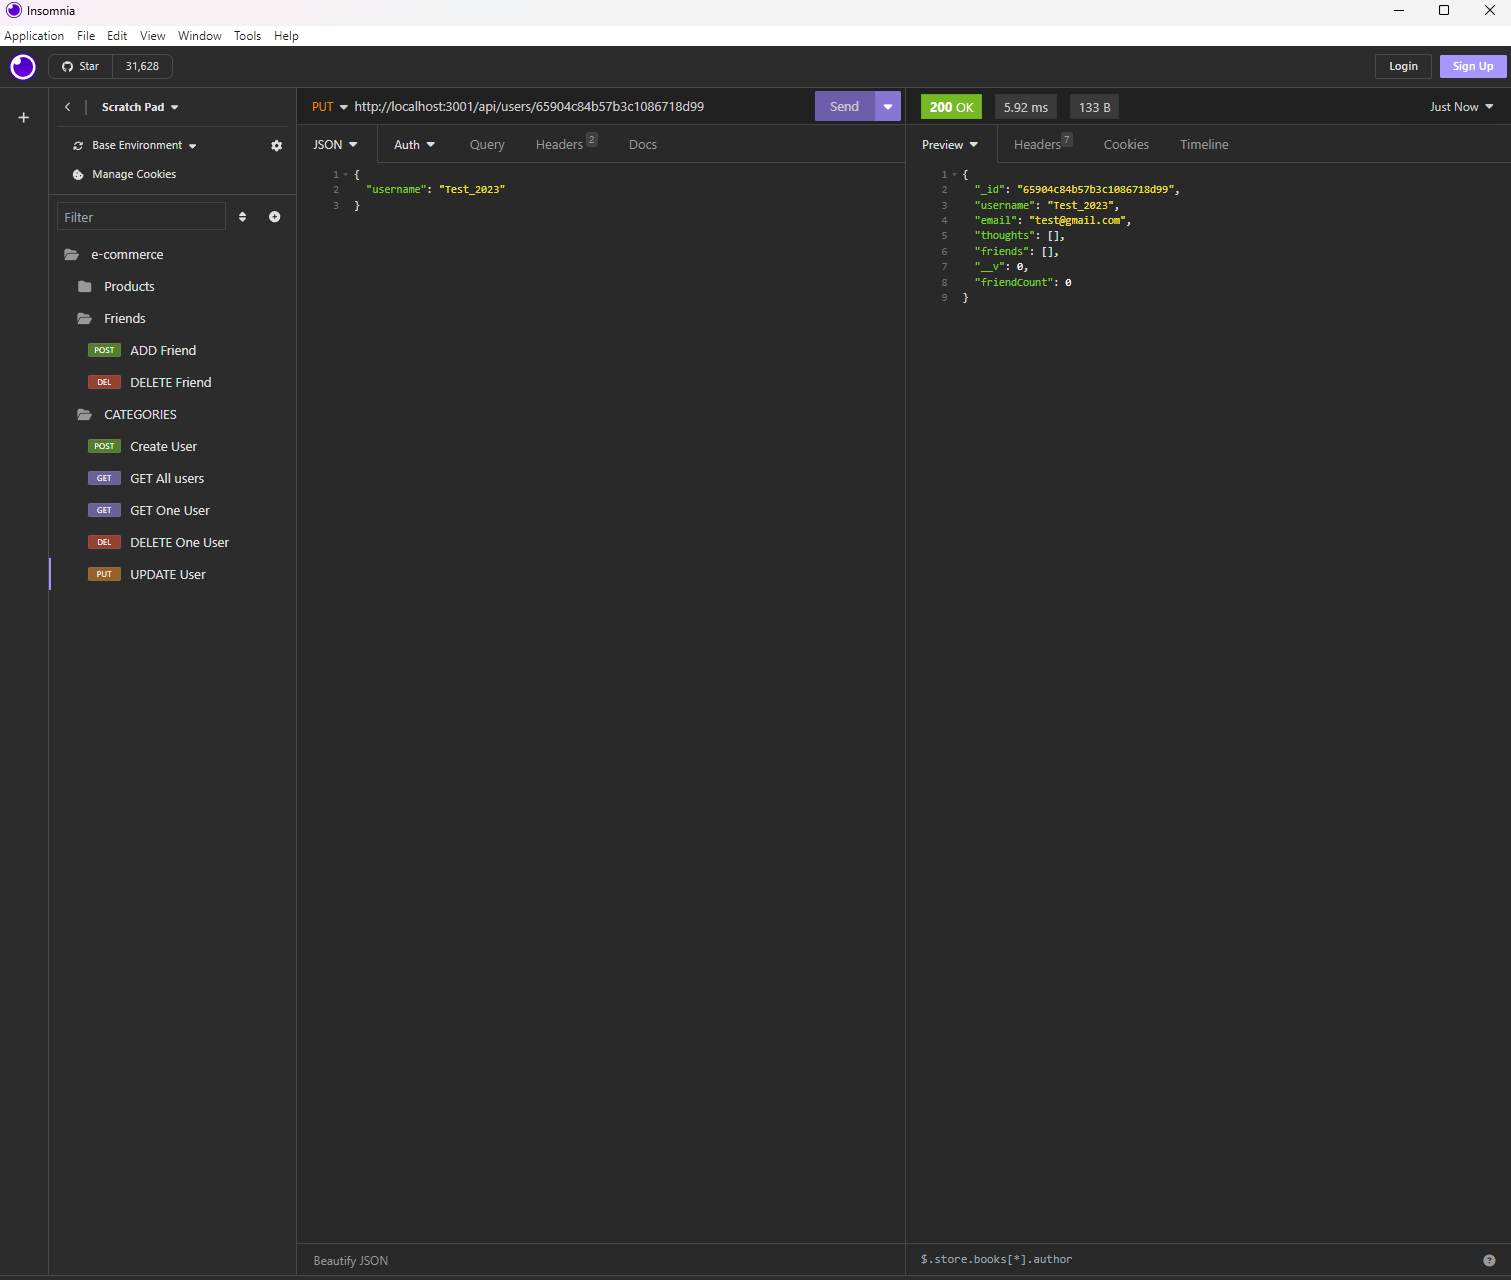 Insomnia
Application File Edit View Window Tools Help
Star 31,628 Login Sign Up
Scratch Pad
Base Environment
Manage Cookies
Filter
e-commerce
Products
Friends
POST ADD Friend
DEL DELETE Friend
CATEGORIES
POST Create User
GET GET All users
GET GET One User
DEL DELETE One User
PUT UPDATE User
PUT http://localhost:3001/api/users/65904c84b57b3c1086718d99 Send
JSON Auth Query Headers 2 Docs
1 {
2 "username": "Test_2023"
3 }
Beautify JSON
200 OK 5.92 ms 133 B Just Now
Preview Headers 7 Cookies Timeline
1 {
2 "_id": "65904c84b57b3c1086718d99",
3 "username": "Test_2023",
4 "email": "test@gmail.com",
5 "thoughts": [],
6 "friends": [],
7 "__v": 0,
8 "friendCount": 0
9 }
$.store.books[*].author ?